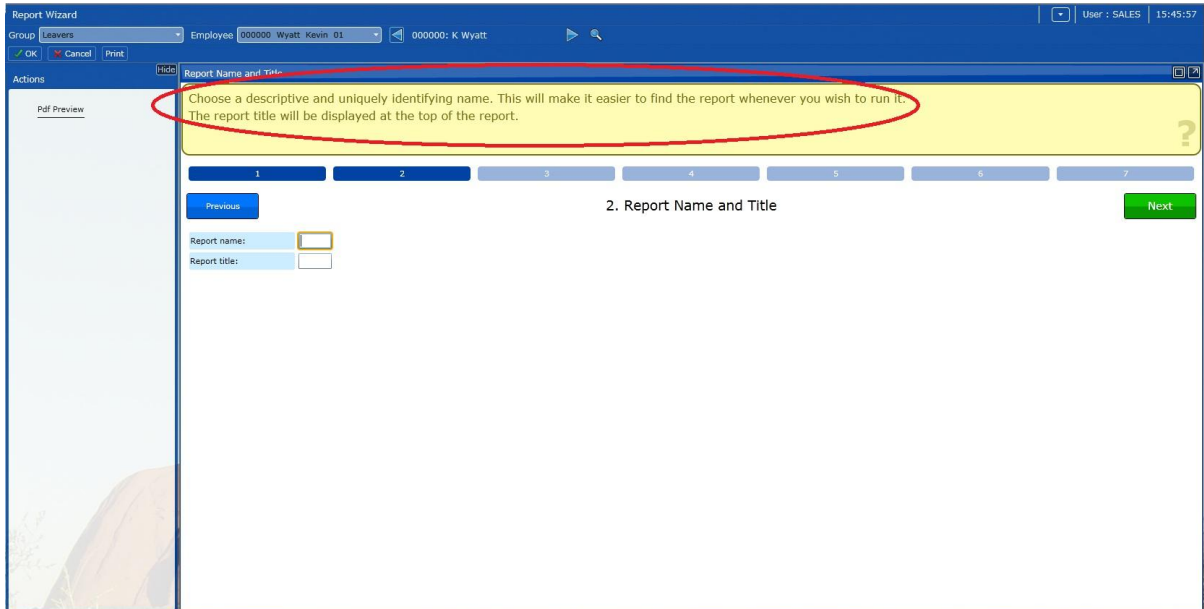 Report Wizard
User : SALES 15:45:57
Group Leavers Employee 000000 Wyatt Kevin 01 000000: K Wyatt
OK Cancel Print
Hide
Actions
Report Name and Title
Pdf Preview
Choose a descriptive and uniquely identifying name. This will make it easier to find the report whenever you wish to run it.
The report title will be displayed at the top of the report.
?
1 2 3 4 5 6 7
Previous 2. Report Name and Title Next
Report name:
Report title: